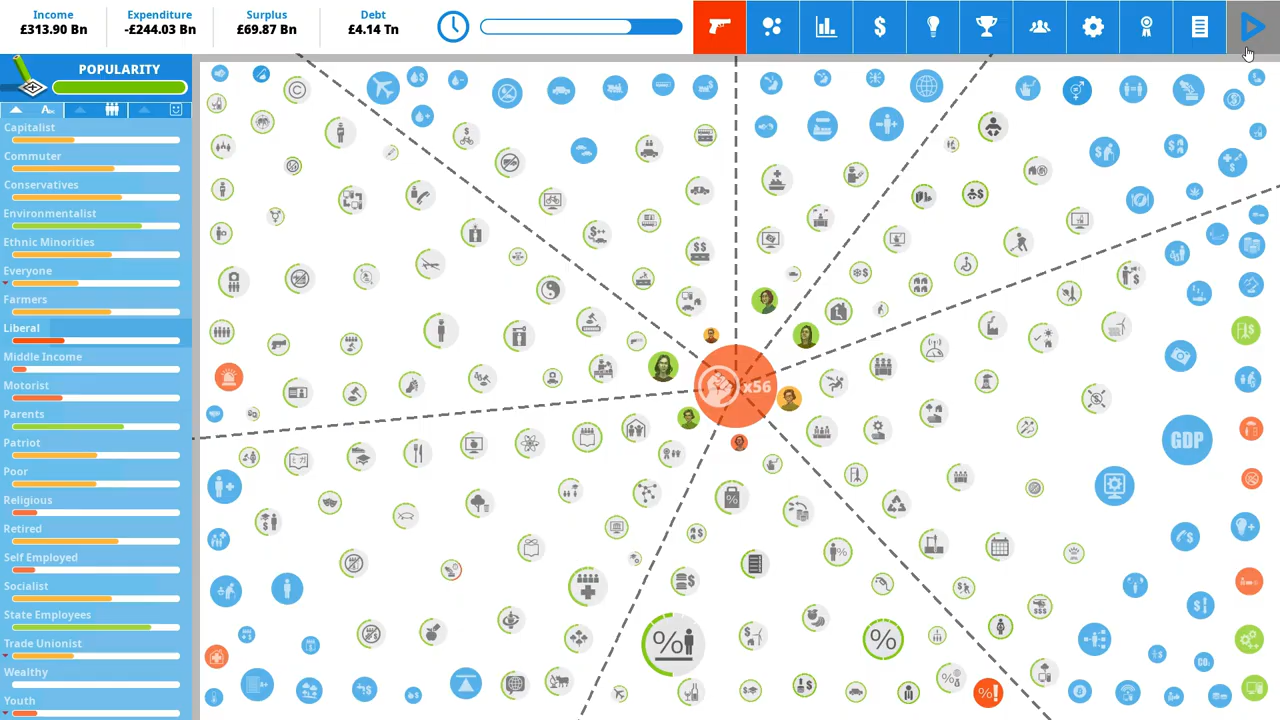 Income
£313.90 Bn
Expenditure
-£244.03 Bn
Surplus
£69.87 Bn
Debt
£4.14 Tn
POPULARITY
Capitalist
Commuter
Conservatives
Environmentalist
Ethnic Minorities
Everyone
Farmers
Liberal
Middle Income
Motorist
Parents
Patriot
Poor
Religious
Retired
Self Employed
Socialist
State Employees
Trade Unionist
Wealthy
Youth
x56
GDP